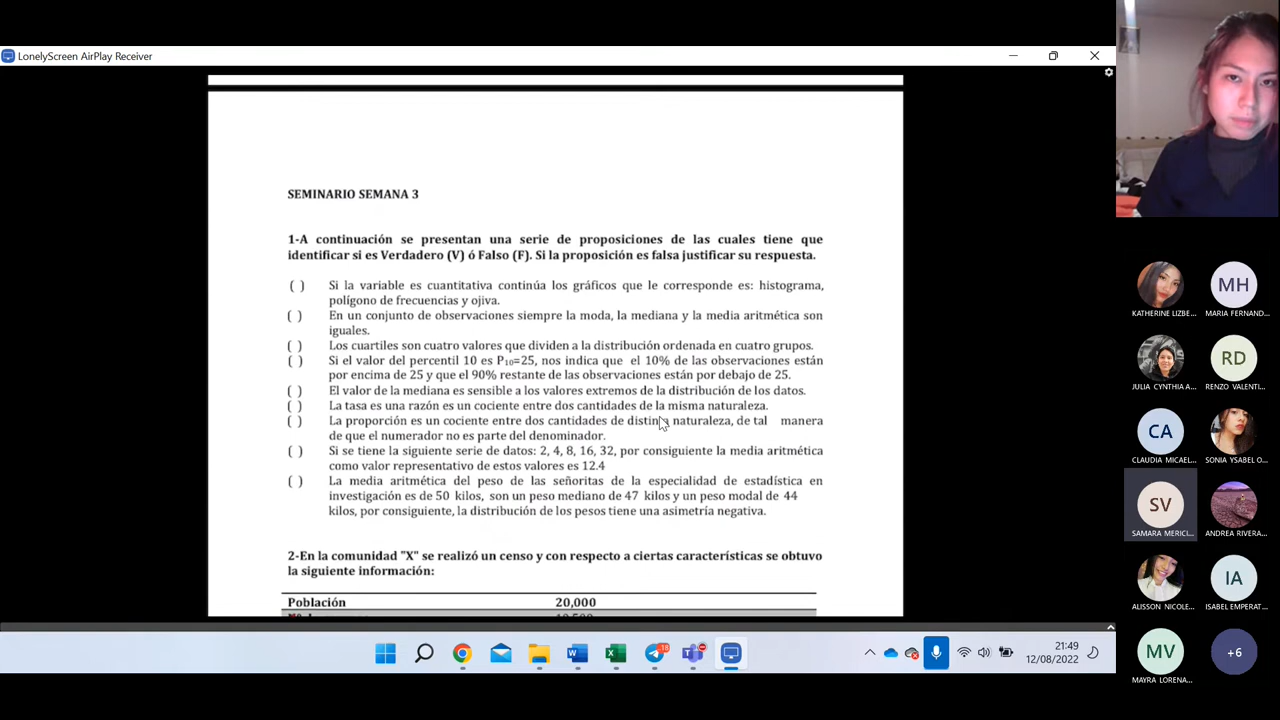 LonelyScreen AirPlay Receiver
SEMINARIO SEMANA 3
1-A continuación se presentan una serie de proposiciones de las cuales tiene que
identificar si es Verdadero (V) ó Falso (F). Si la proposición es falsa justificar su respuesta.
( ) Si la variable es cuantitativa continúa los gráficos que le corresponde es: histograma,
polígono de frecuencias y ojiva.
( ) En un conjunto de observaciones siempre la moda, la mediana y la media aritmética son
iguales.
( ) Los cuartiles son cuatro valores que dividen a la distribución ordenada en cuatro grupos.
( ) Si el valor del percentil 10 es P10=25, nos indica que el 10% de las observaciones están
por encima de 25 y que el 90% restante de las observaciones están por debajo de 25.
( ) El valor de la mediana es sensible a los valores extremos de la distribución de los datos.
( ) La tasa es una razón es un cociente entre dos cantidades de la misma naturaleza.
( ) La proporción es un cociente entre dos cantidades de distinta naturaleza, de tal manera
de que el numerador no es parte del denominador.
( ) Si se tiene la siguiente serie de datos: 2, 4, 8, 16, 32, por consiguiente la media aritmética
como valor representativo de estos valores es 12.4
( ) La media aritmética del peso de las señoritas de la especialidad de estadística en
investigación es de 50 kilos, son un peso mediano de 47 kilos y un peso modal de 44
kilos, por consiguiente, la distribución de los pesos tiene una asimetría negativa.
2-En la comunidad "X" se realizó un censo y con respecto a ciertas características se obtuvo
la siguiente información:
Población 20,000
KATHERINE LIZBE...
MH
MARIA FERNAND...
JULIA CYNTHIA A...
RD
RENZO VALENTI...
CA
CLAUDIA MICAEL...
SONIA YSABEL O...
SV
SAMARA MERICI...
ANDREA RIVERA...
ALISSON NICOLE...
IA
ISABEL EMPERAT...
MV
MAYRA LORENA...
+6
18
21:49
12/08/2022